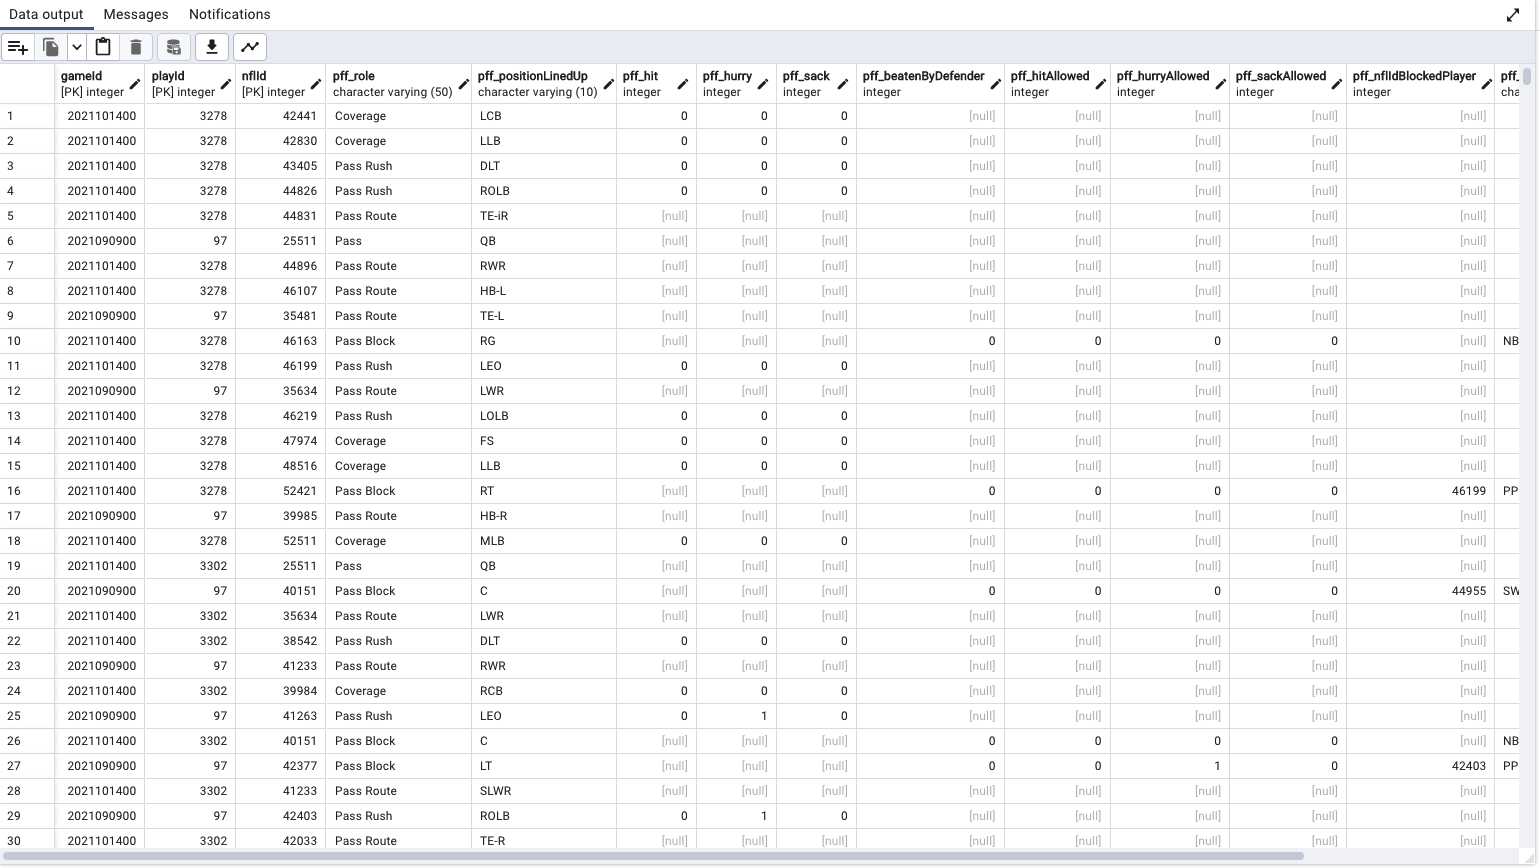 Data output Messages Notifications
gameId playId nflId pff_role pff_positionLinedUp pff_hit pff_hurry pff_sack pff_beatenByDefender pff_hitAllowed pff_hurryAllowed pff_sackAllowed pff_nflIdBlockedPlayer pff_
[PK] integer [PK] integer [PK] integer character varying (50) character varying (10) integer integer integer integer integer integer integer integer cha
1 2021101400 3278 42441 Coverage LCB 0 0 0 [null] [null] [null] [null] [null]
2 2021101400 3278 42830 Coverage LLB 0 0 0 [null] [null] [null] [null] [null]
3 2021101400 3278 43405 Pass Rush DLT 0 0 0 [null] [null] [null] [null] [null]
4 2021101400 3278 44826 Pass Rush ROLB 0 0 0 [null] [null] [null] [null] [null]
5 2021101400 3278 44831 Pass Route TE-iR [null] [null] [null] [null] [null] [null] [null] [null]
6 2021090900 97 25511 Pass QB [null] [null] [null] [null] [null] [null] [null] [null]
7 2021101400 3278 44896 Pass Route RWR [null] [null] [null] [null] [null] [null] [null] [null]
8 2021101400 3278 46107 Pass Route HB-L [null] [null] [null] [null] [null] [null] [null] [null]
9 2021090900 97 35481 Pass Route TE-L [null] [null] [null] [null] [null] [null] [null] [null]
10 2021101400 3278 46163 Pass Block RG [null] [null] [null] 0 0 0 0 [null] NB
11 2021101400 3278 46199 Pass Rush LEO 0 0 0 [null] [null] [null] [null] [null]
12 2021090900 97 35634 Pass Route LWR [null] [null] [null] [null] [null] [null] [null] [null]
13 2021101400 3278 46219 Pass Rush LOLB 0 0 0 [null] [null] [null] [null] [null]
14 2021101400 3278 47974 Coverage FS 0 0 0 [null] [null] [null] [null] [null]
15 2021101400 3278 48516 Coverage LLB 0 0 0 [null] [null] [null] [null] [null]
16 2021101400 3278 52421 Pass Block RT [null] [null] [null] 0 0 0 0 46199 PP
17 2021090900 97 39985 Pass Route HB-R [null] [null] [null] [null] [null] [null] [null] [null]
18 2021101400 3278 52511 Coverage MLB 0 0 0 [null] [null] [null] [null] [null]
19 2021101400 3302 25511 Pass QB [null] [null] [null] [null] [null] [null] [null] [null]
20 2021090900 97 40151 Pass Block C [null] [null] [null] 0 0 0 0 44955 SW
21 2021101400 3302 35634 Pass Route LWR [null] [null] [null] [null] [null] [null] [null] [null]
22 2021101400 3302 38542 Pass Rush DLT 0 0 0 [null] [null] [null] [null] [null]
23 2021090900 97 41233 Pass Route RWR [null] [null] [null] [null] [null] [null] [null] [null]
24 2021101400 3302 39984 Coverage RCB 0 0 0 [null] [null] [null] [null] [null]
25 2021090900 97 41263 Pass Rush LEO 0 1 0 [null] [null] [null] [null] [null]
26 2021101400 3302 40151 Pass Block C [null] [null] [null] 0 0 0 0 [null] NB
27 2021090900 97 42377 Pass Block LT [null] [null] [null] 0 0 1 0 42403 PP
28 2021101400 3302 41233 Pass Route SLWR [null] [null] [null] [null] [null] [null] [null] [null]
29 2021090900 97 42403 Pass Rush ROLB 0 1 0 [null] [null] [null] [null] [null]
30 2021101400 3302 42033 Pass Route TE-R [null] [null] [null] [null] [null] [null] [null] [null]